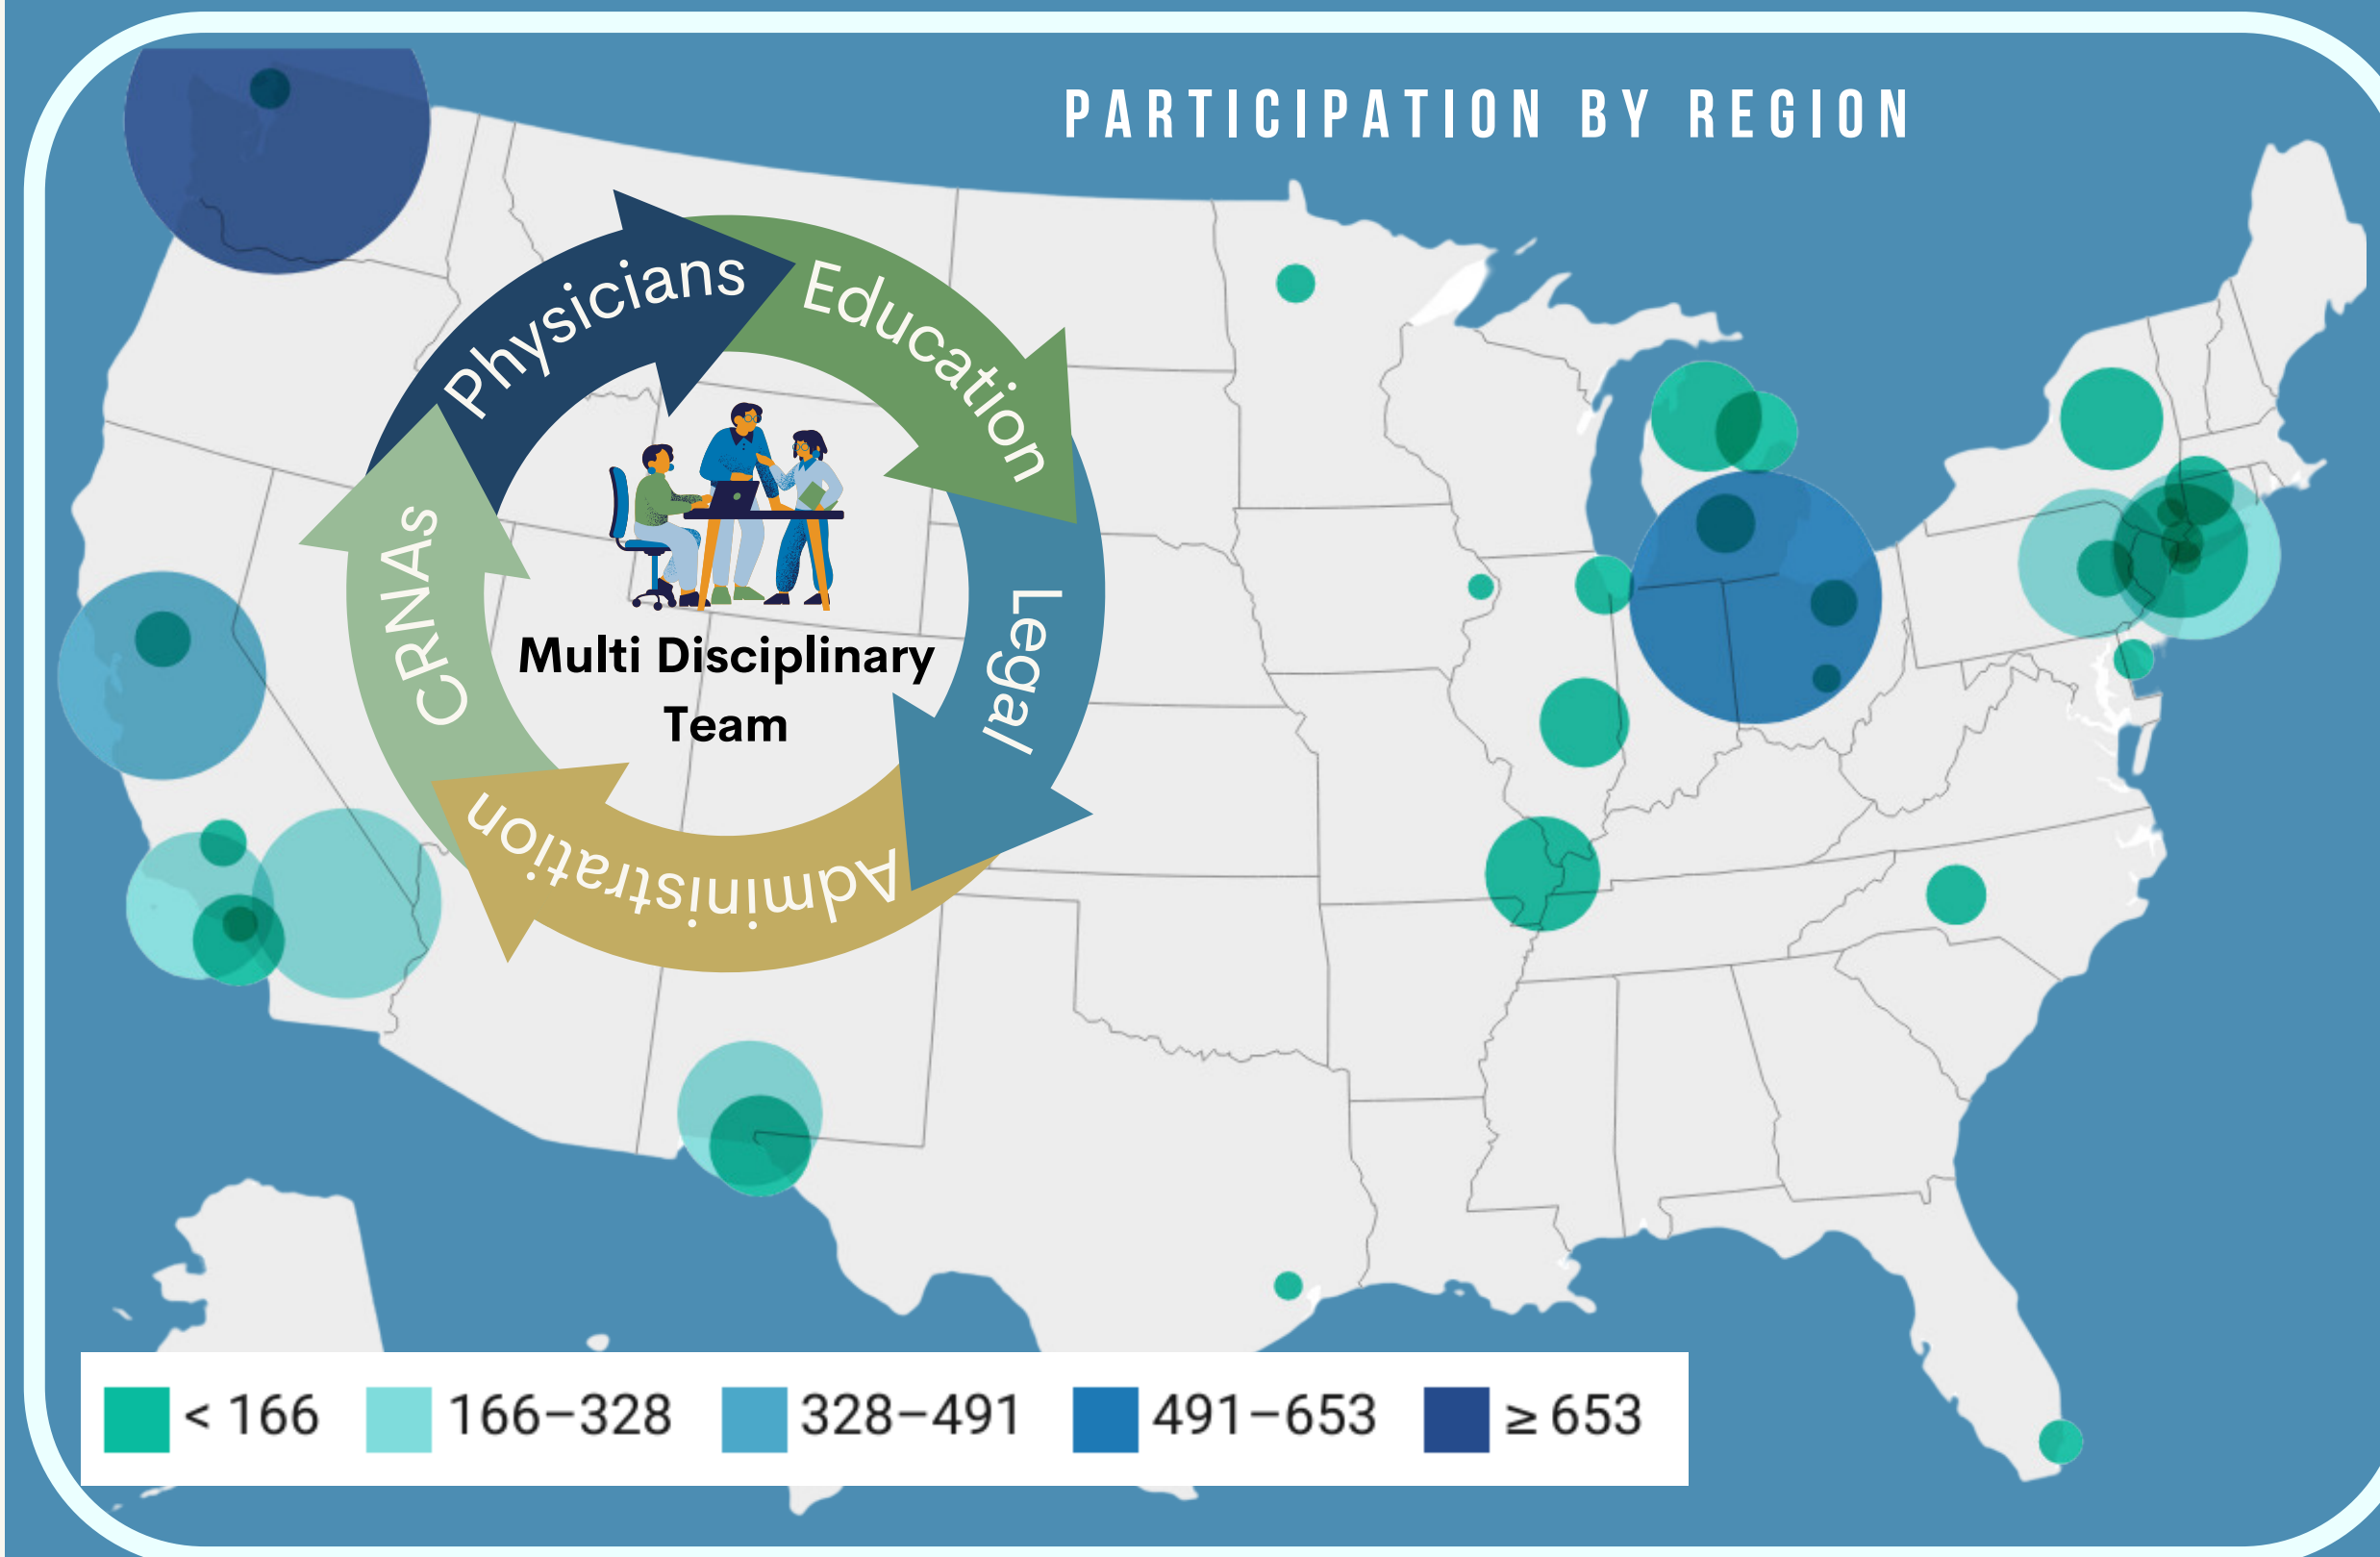 PARTICIPATION BY REGION
Physicians
Education
Legal
Administration
CRNAs
Multi Disciplinary
Team
< 166
166–328
328–491
491–653
≥ 653